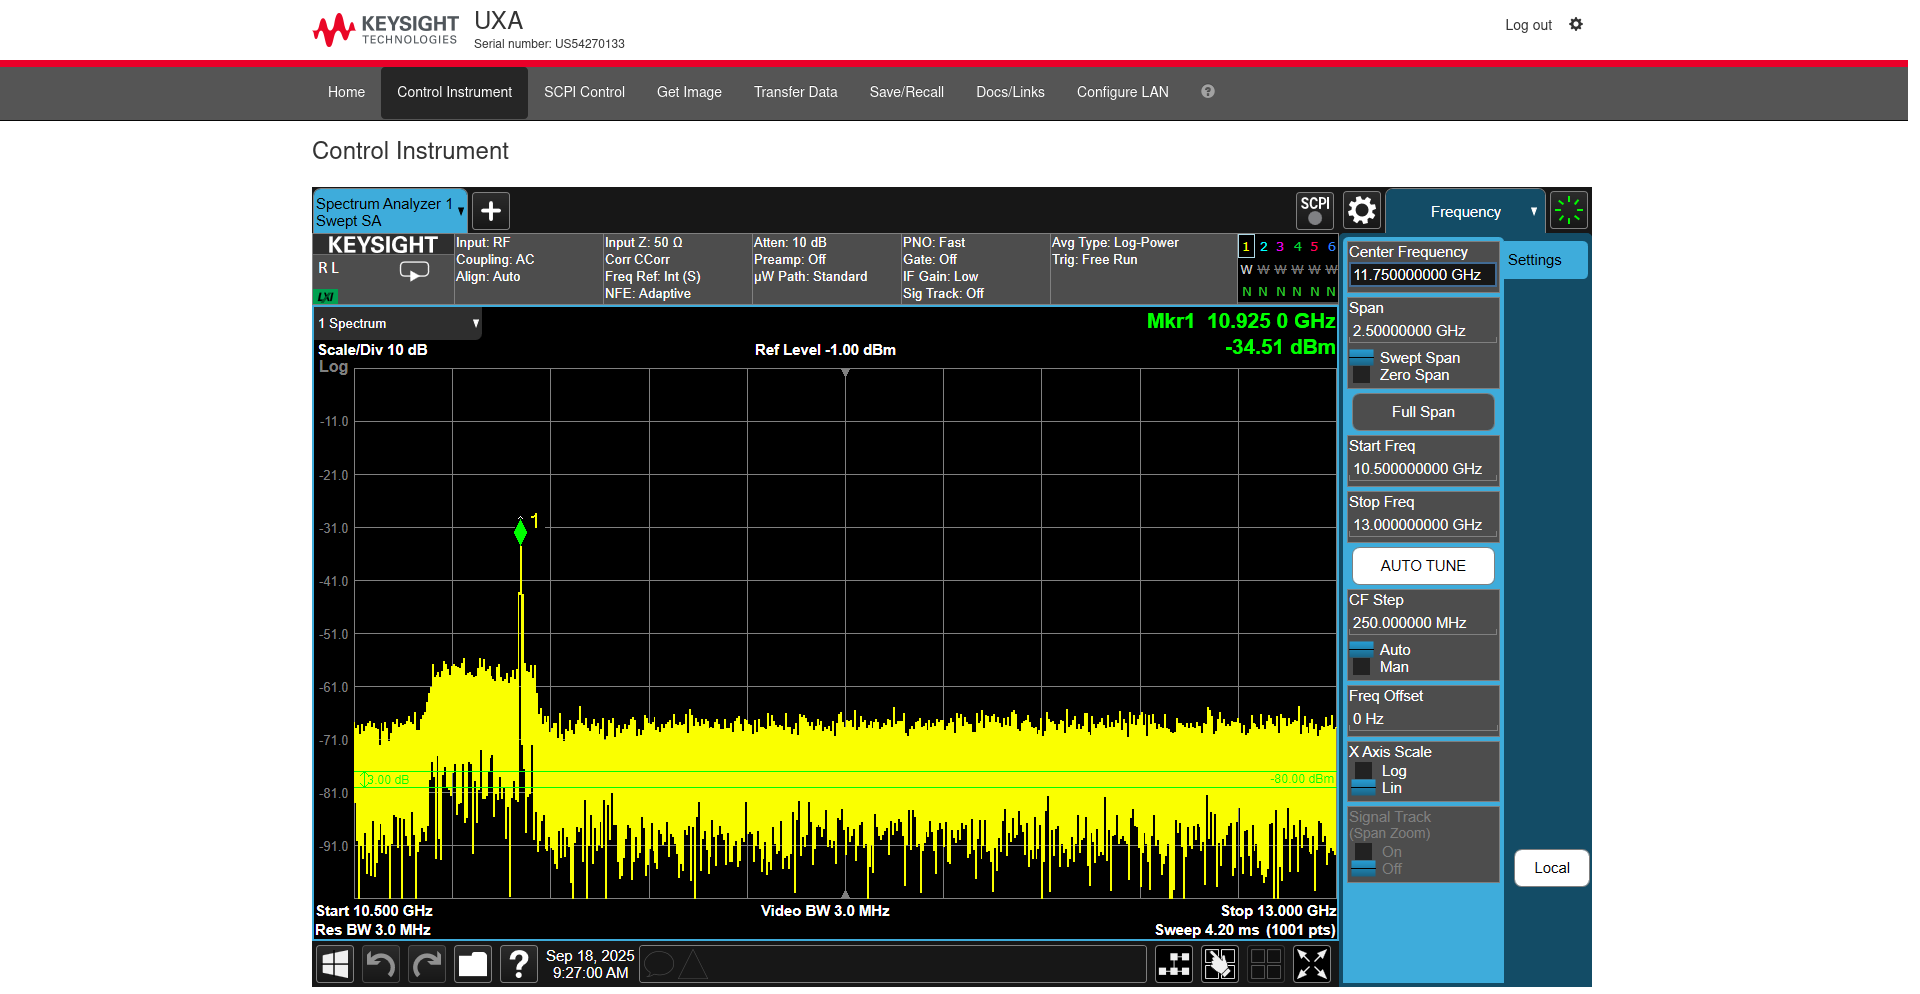 KEYSIGHT
TECHNOLOGIES
UXA
Serial number: US54270133
Log out
Home
Control Instrument
SCPI Control
Get Image
Transfer Data
Save/Recall
Docs/Links
Configure LAN
?
Control Instrument
Spectrum Analyzer 1
Swept SA
SCPI
Frequency
KEYSIGHT
R L
LXI
Input: RF
Coupling: AC
Align: Auto
Input Z: 50 Ω
Corr CCorr
Freq Ref: Int (S)
NFE: Adaptive
Atten: 10 dB
Preamp: Off
µW Path: Standard
PNO: Fast
Gate: Off
IF Gain: Low
Sig Track: Off
Avg Type: Log-Power
Trig: Free Run
1 2 3 4 5 6
W W W W W W
N N N N N N
1 Spectrum
Mkr1 10.925 0 GHz
-34.51 dBm
Scale/Div 10 dB
Ref Level -1.00 dBm
Log
-11.0
-21.0
-31.0
-41.0
-51.0
-61.0
-71.0
-81.0
-91.0
1
3.00 dB
-80.00 dBm
Start 10.500 GHz
Video BW 3.0 MHz
Stop 13.000 GHz
Res BW 3.0 MHz
Sweep 4.20 ms (1001 pts)
Center Frequency
11.750000000 GHz
Settings
Span
2.50000000 GHz
Swept Span
Zero Span
Full Span
Start Freq
10.500000000 GHz
Stop Freq
13.000000000 GHz
AUTO TUNE
CF Step
250.000000 MHz
Auto
Man
Freq Offset
0 Hz
X Axis Scale
Log
Lin
Signal Track
(Span Zoom)
On
Off
Local
?
Sep 18, 2025
9:27:00 AM